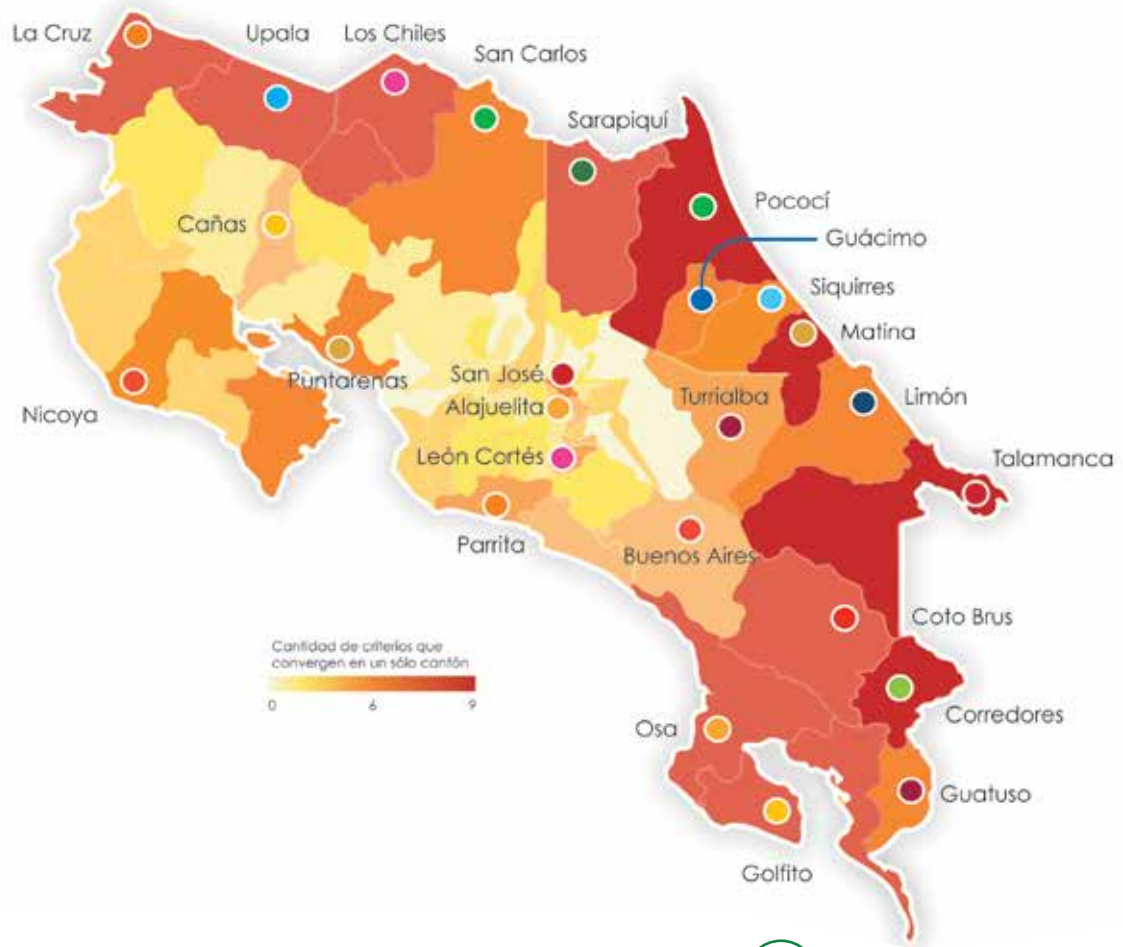 La Cruz
Upala
Los Chiles
San Carlos
Sarapiquí
Pococí
Guácimo
Cañas
Siquirres
Matina
Puntarenas
San José
Nicoya
Alajuelita
Turrialba
Limón
León Cortés
Talamanca
Parrita
Buenos Aires
Coto Brus
Cantidad de criterios que
convergen en un sólo cantón
0 6 9
Corredores
Osa
Guatuso
Golfito